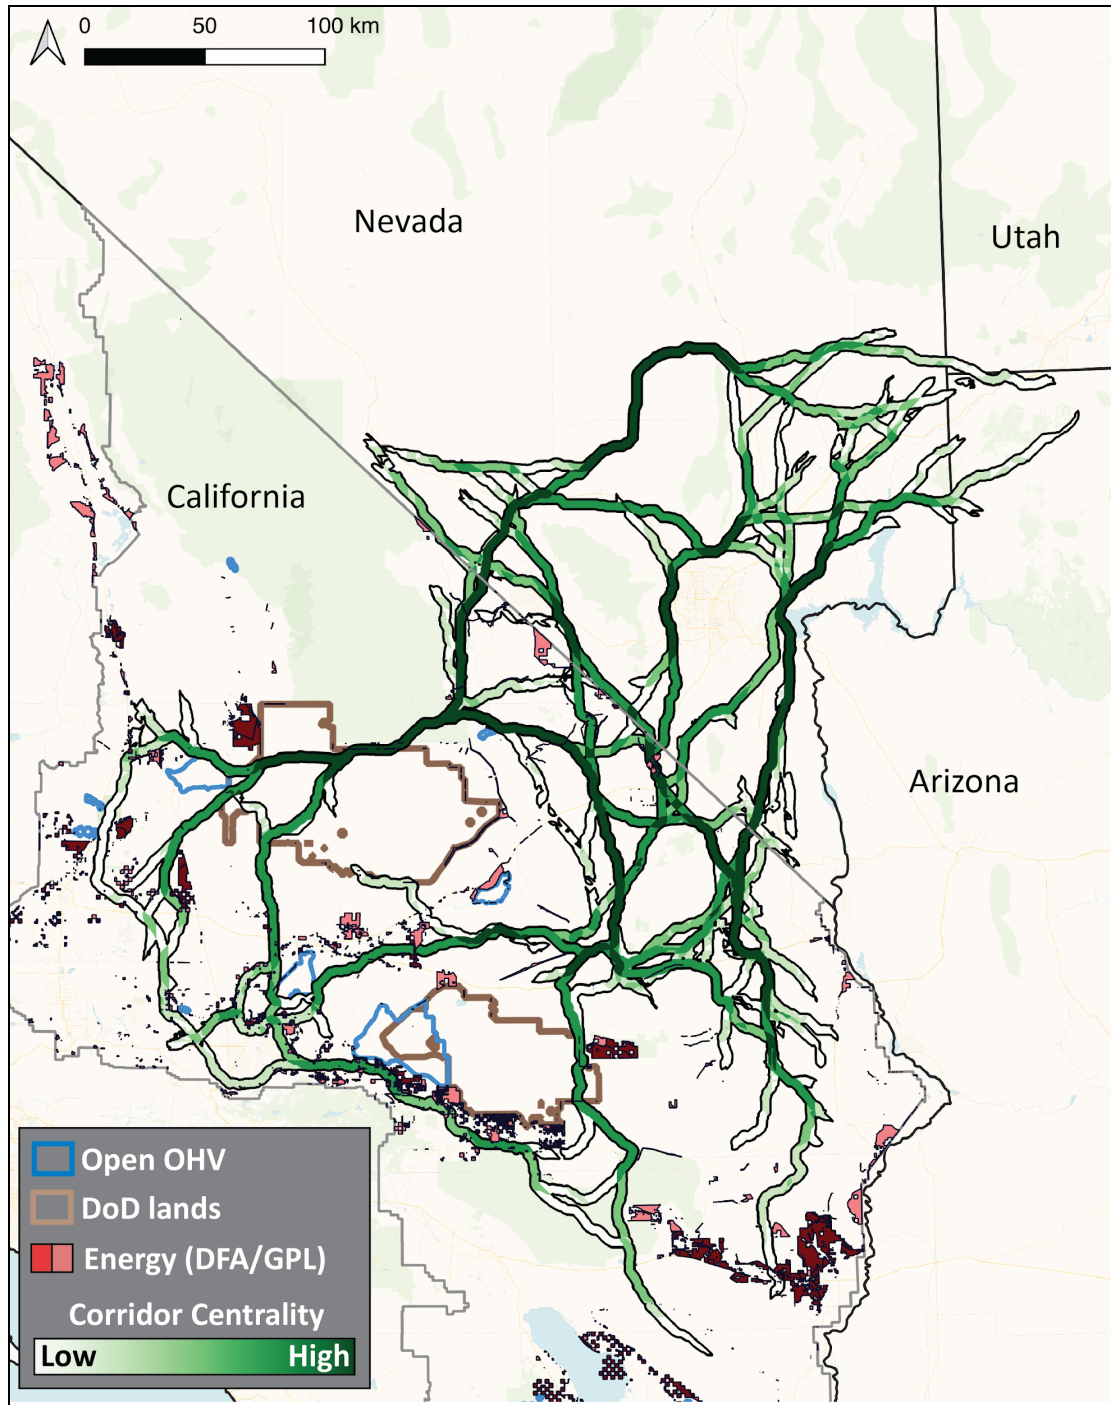 0 50 100 km
Nevada
Utah
California
Arizona
Open OHV
DoD lands
Energy (DFA/GPL)
Corridor Centrality
Low High